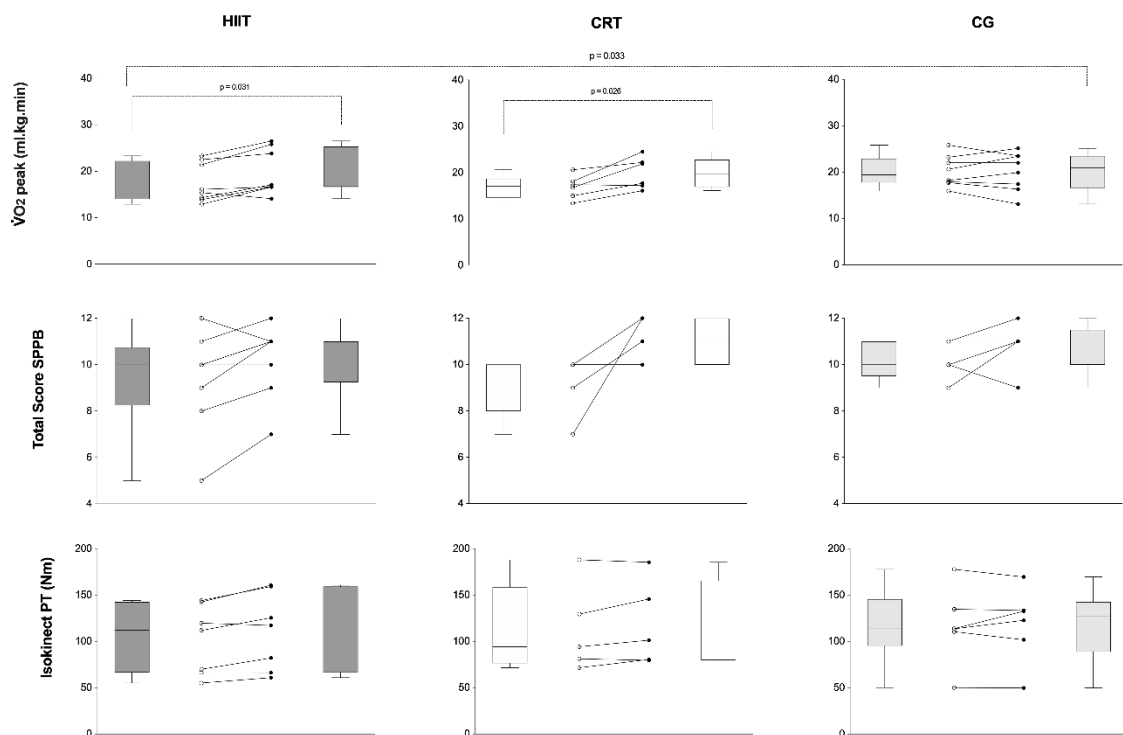 HIIT CRT CG
p = 0.033
p = 0.031 p = 0.026
V̇O2 peak (ml.kg.min)
40 40 40
30 30 30
20 20 20
10 10 10
0 0 0
Total Score SPPB
12 12 12
10 10 10
8 8 8
6 6 6
4 4 4
Isokinect PT (Nm)
200 200 200
150 150 150
100 100 100
50 50 50
0 0 0